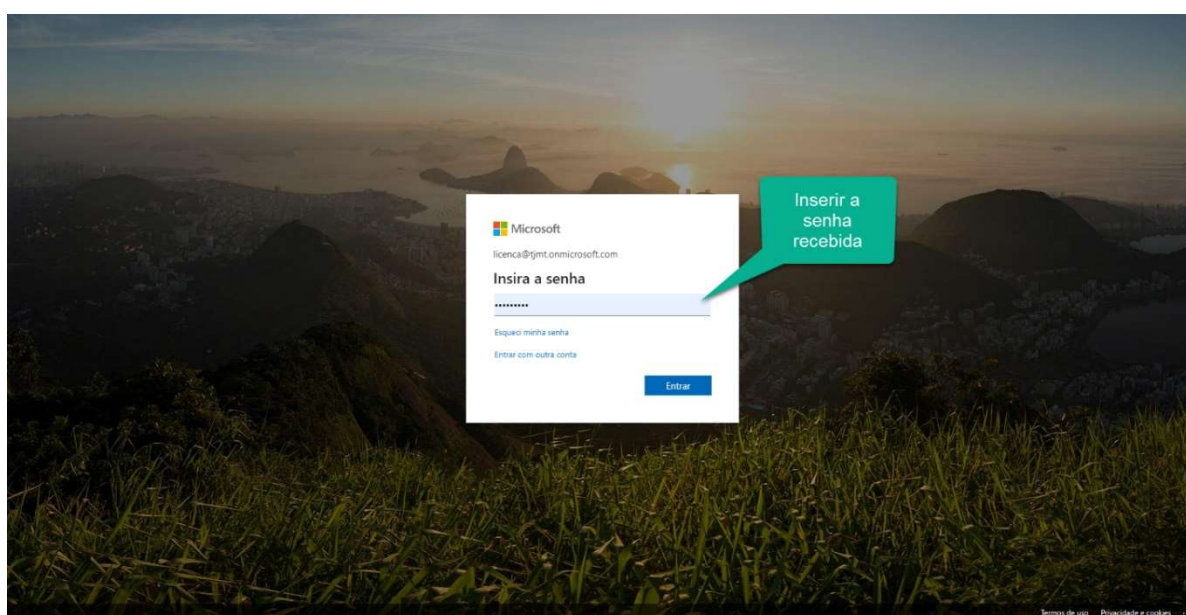 Microsoft
licenca@tjmt.onmicrosoft.com
Insira a senha
•••••••••
Esqueci minha senha
Entrar com outra conta
Entrar
Inserir a
senha
recebida
Termos de uso Privacidade e cookies